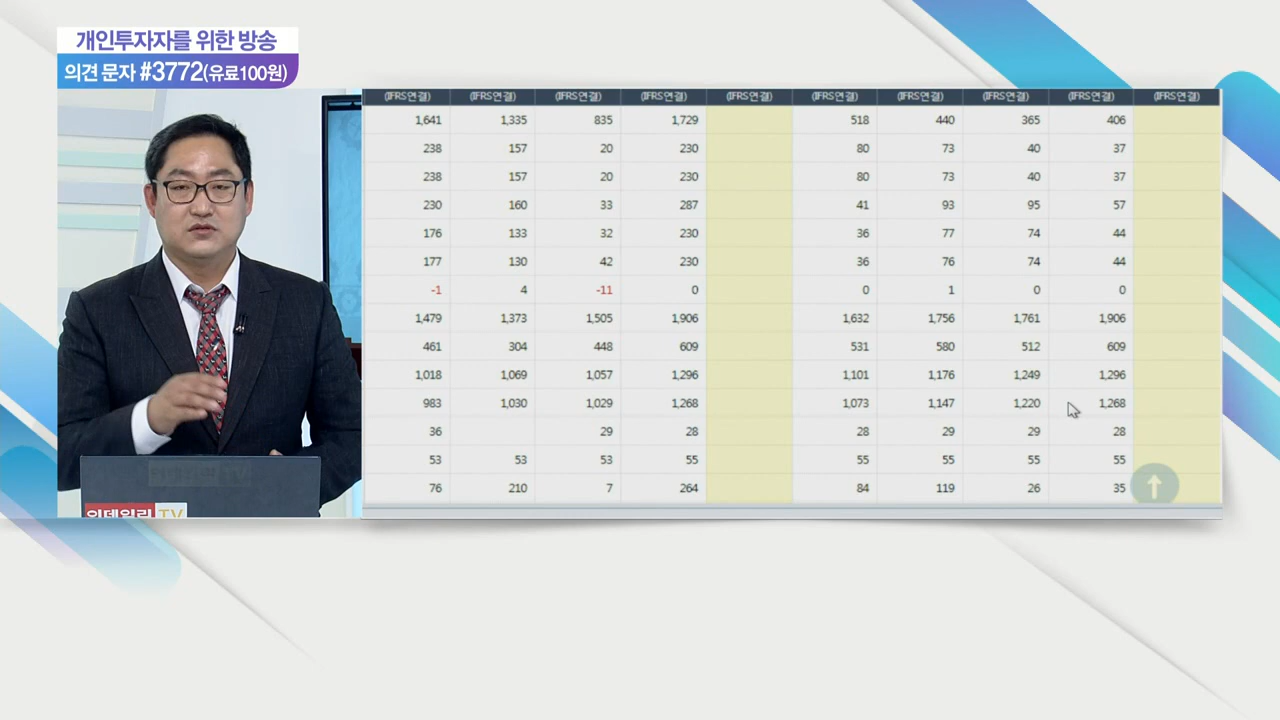 개인투자자를 위한 방송
의견 문자 #3772(유료100원)
(IFRS연결) (IFRS연결) (IFRS연결) (IFRS연결) (IFRS연결) (IFRS연결) (IFRS연결) (IFRS연결) (IFRS연결) (IFRS연결)
1,641 1,335 835 1,729 518 440 365 406
238 157 20 230 80 73 40 37
238 157 20 230 80 73 40 37
230 160 33 287 41 93 95 57
176 133 32 230 36 77 74 44
177 130 42 230 36 76 74 44
-1 4 -11 0 0 1 0 0
1,479 1,373 1,505 1,906 1,632 1,756 1,761 1,906
461 304 448 609 531 580 512 609
1,018 1,069 1,057 1,296 1,101 1,176 1,249 1,296
983 1,030 1,029 1,268 1,073 1,147 1,220 1,268
36 29 28 28 29 29 28
53 53 53 55 55 55 55 55
76 210 7 264 84 119 26 35
이데일리 TV